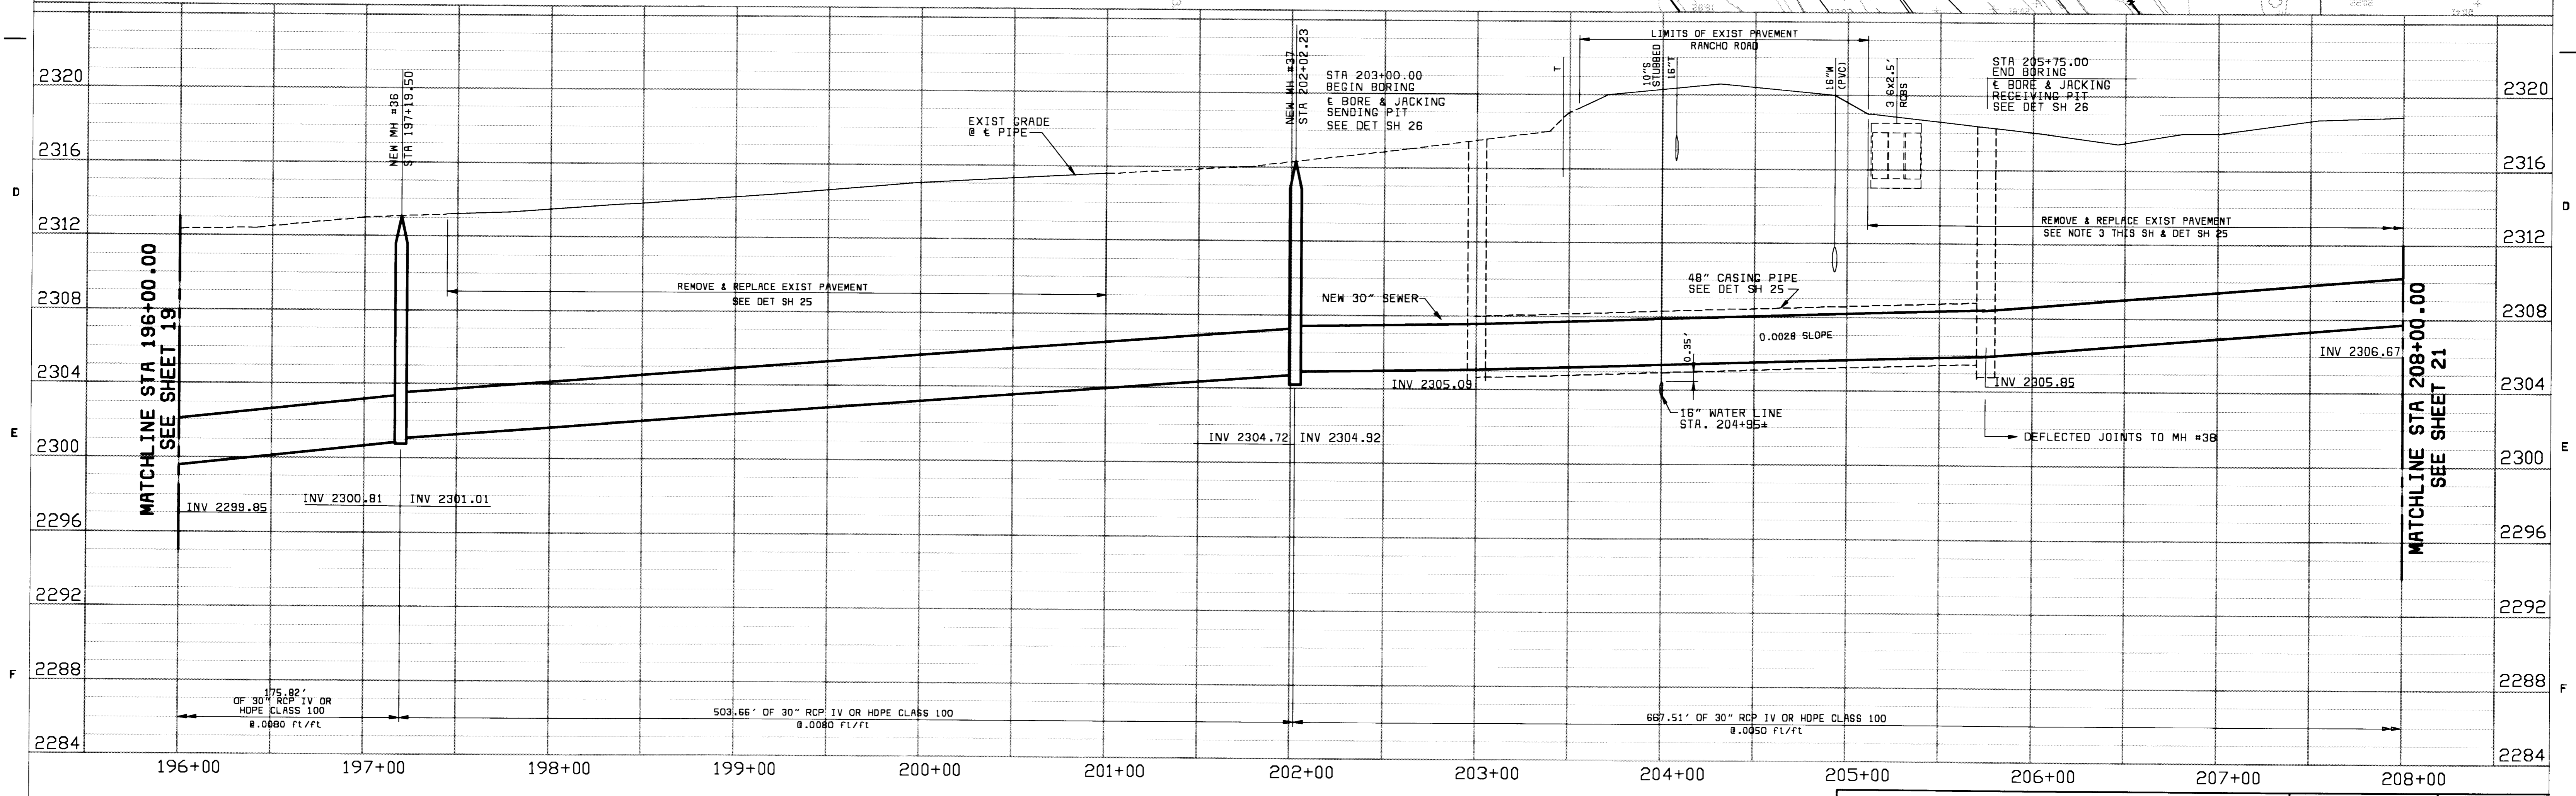 LIMITS OF EXIST PAVEMENT
RANCHO ROAD
2320
2316
2312
2308
2304
2300
2296
2292
2288
2284
D
E
F
MATCHLINE STA 196+00.00
SEE SHEET 19
NEW MH #36
STA 197+19.50
EXIST GRADE
@ ℄ PIPE
NEW MH #37
STA 202+02.23
STA 203+00.00
BEGIN BORING
℄ BORE & JACKING
SENDING PIT
SEE DET SH 26
T
10"S
STUBBED
16"T
16"W
(PVC)
3 6x2.5'
RCBS
STA 205+75.00
END BORING
℄ BORE & JACKING
RECEIVING PIT
SEE DET SH 26
REMOVE & REPLACE EXIST PAVEMENT
SEE DET SH 25
REMOVE & REPLACE EXIST PAVEMENT
SEE NOTE 3 THIS SH & DET SH 25
NEW 30" SEWER
48" CASING PIPE
SEE DET SH 25
0.0028 SLOPE
0.35'
INV 2306.67
INV 2305.09
INV 2305.85
16" WATER LINE
STA. 204+95±
DEFLECTED JOINTS TO MH #38
INV 2304.72
INV 2304.92
INV 2299.85
INV 2300.81
INV 2301.01
MATCHLINE STA 208+00.00
SEE SHEET 21
175.82'
OF 30" RCP IV OR
HDPE CLASS 100
@.0080 ft/ft
503.66' OF 30" RCP IV OR HDPE CLASS 100
@.0080 ft/ft
667.51' OF 30" RCP IV OR HDPE CLASS 100
@.0050 ft/ft
2320
2316
2312
2308
2304
2300
2296
2292
2288
2284
D
E
F
196+00
197+00
198+00
199+00
200+00
201+00
202+00
203+00
204+00
205+00
206+00
207+00
208+00